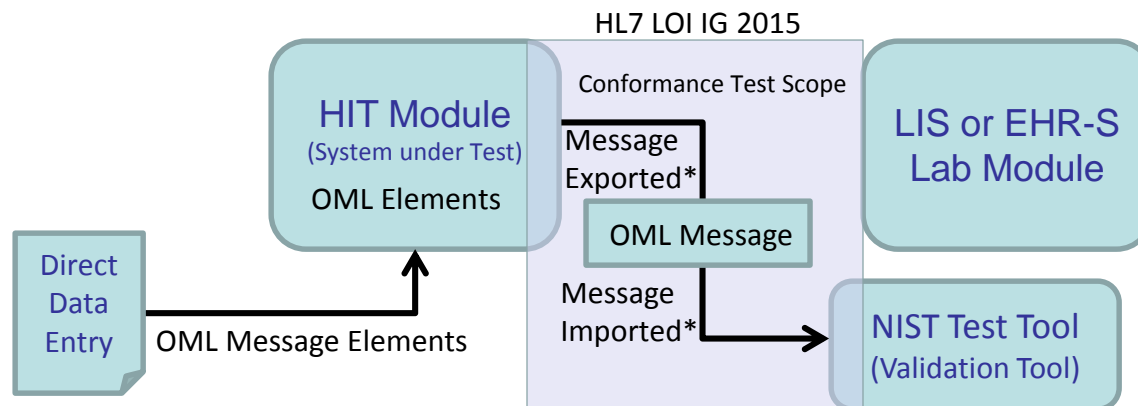 HL7 LOI IG 2015
Conformance Test Scope
HIT Module
(System under Test)
OML Elements
Message
Exported*
LIS or EHR-S
Lab Module
OML Message
Direct
Data
Entry
OML Message Elements
Message
Imported*
NIST Test Tool
(Validation Tool)